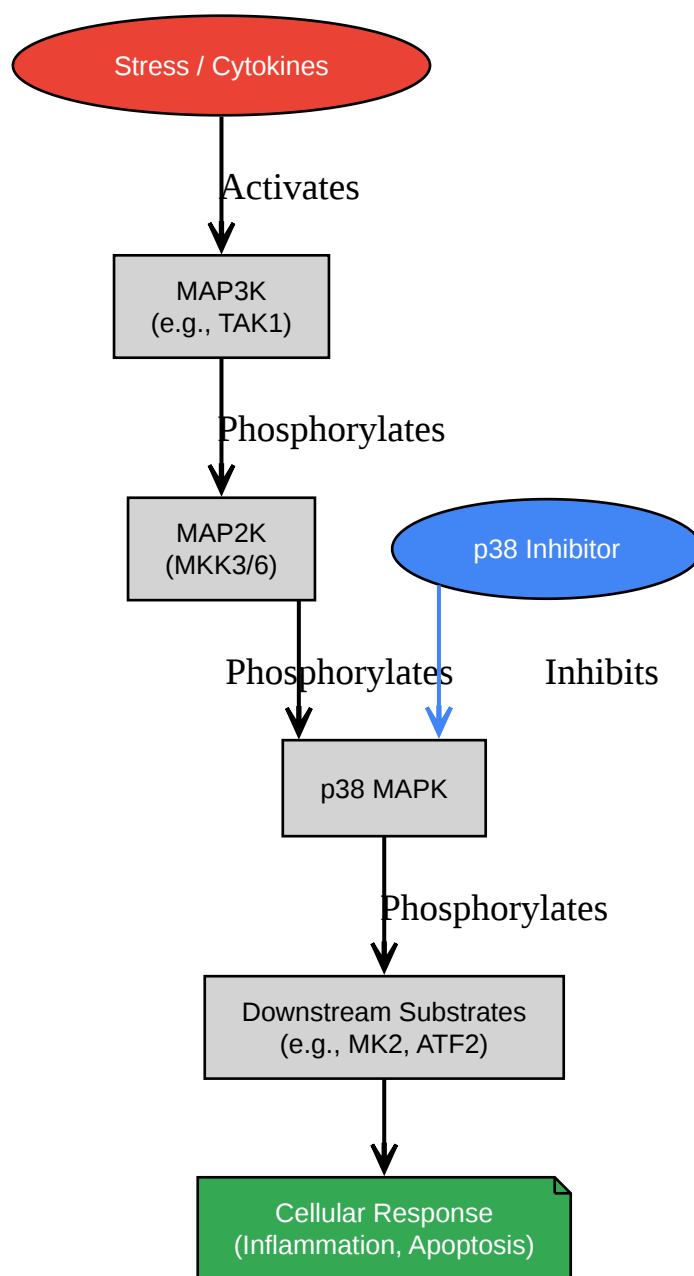 Stress / Cytokines
Activates
MAP3K
(e.g., TAK1)
Phosphorylates
MAP2K
(MKK3/6)
p38 Inhibitor
Phosphorylates
Inhibits
p38 MAPK
Phosphorylates
Downstream Substrates
(e.g., MK2, ATF2)
Cellular Response
(Inflammation, Apoptosis)